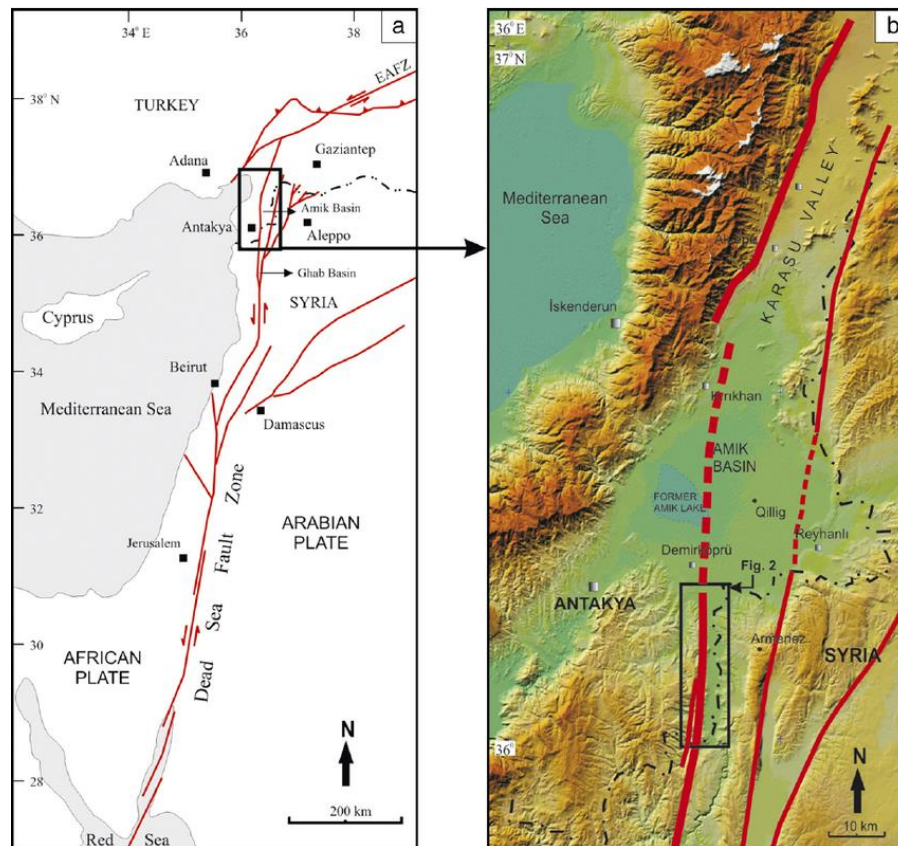 34° E
36
38
a
38° N
EAFZ
TURKEY
Gaziantep
Adana
Amik Basin
Antakya
Aleppo
36
Ghab Basin
SYRIA
Cyprus
Beirut
34
Mediterranean Sea
Damascus
Zone
32
ARABIAN
PLATE
Jerusalem
Fault
Sea
30
AFRICAN
PLATE
Dead
N
28
200 km
Red Sea
36° E
37° N
b
Mediterranean
Sea
KARASU VALLEY
İskenderun
Kırıkhan
AMIK
BASIN
FORMER
AMIK LAKE
Qillig
Reyhanlı
Demirköprü
Fig. 2
ANTAKYA
Armenez
SYRIA
36°
N
10 km